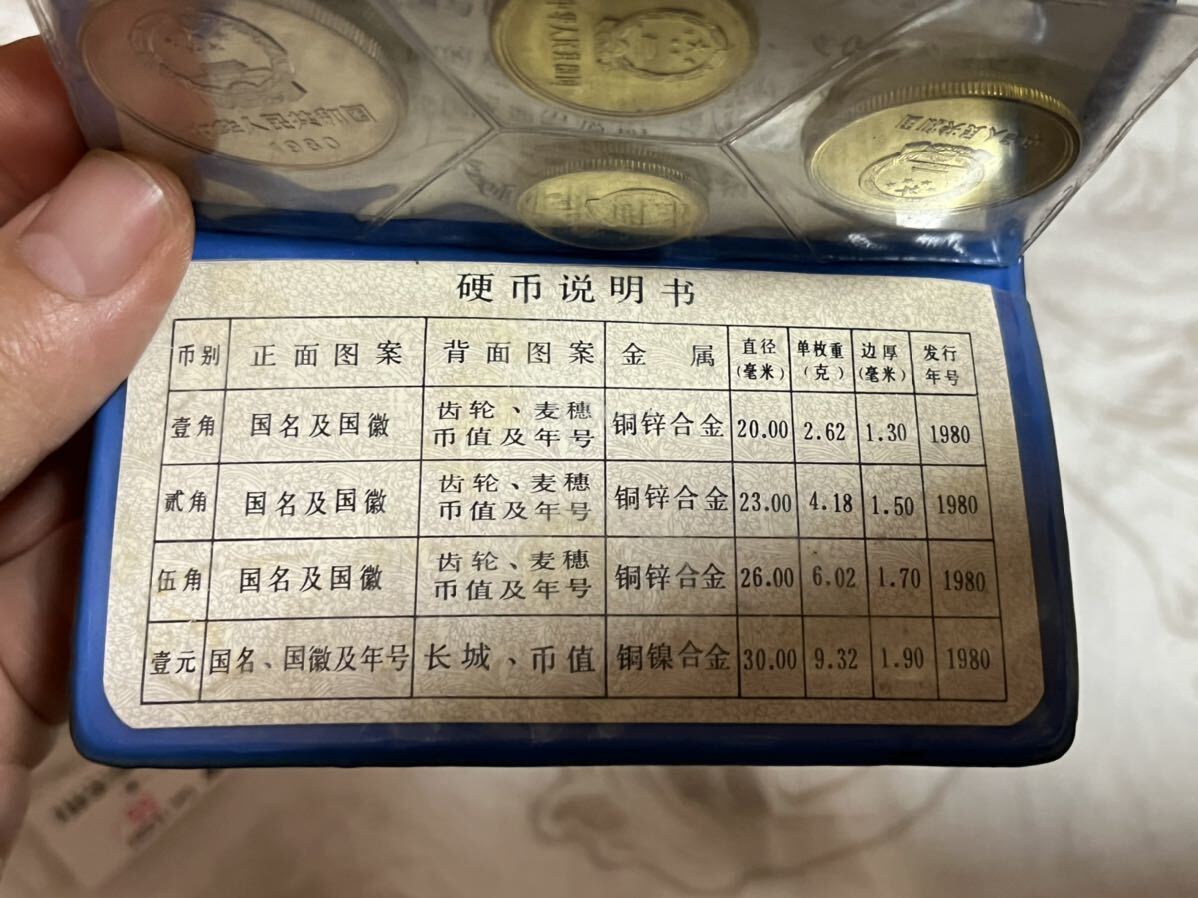 1980
中华人民共和国
硬币说明书
币别 正面图案 背面图案 金属 直径(毫米) 单枚重(克) 边厚(毫米) 发行年号
壹角 国名及国徽 齿轮、麦穗币值及年号 铜锌合金 20.00 2.62 1.30 1980
贰角 国名及国徽 齿轮、麦穗币值及年号 铜锌合金 23.00 4.18 1.50 1980
伍角 国名及国徽 齿轮、麦穗币值及年号 铜锌合金 26.00 6.02 1.70 1980
壹元 国名、国徽及年号 长城、币值 铜镍合金 30.00 9.32 1.90 1980